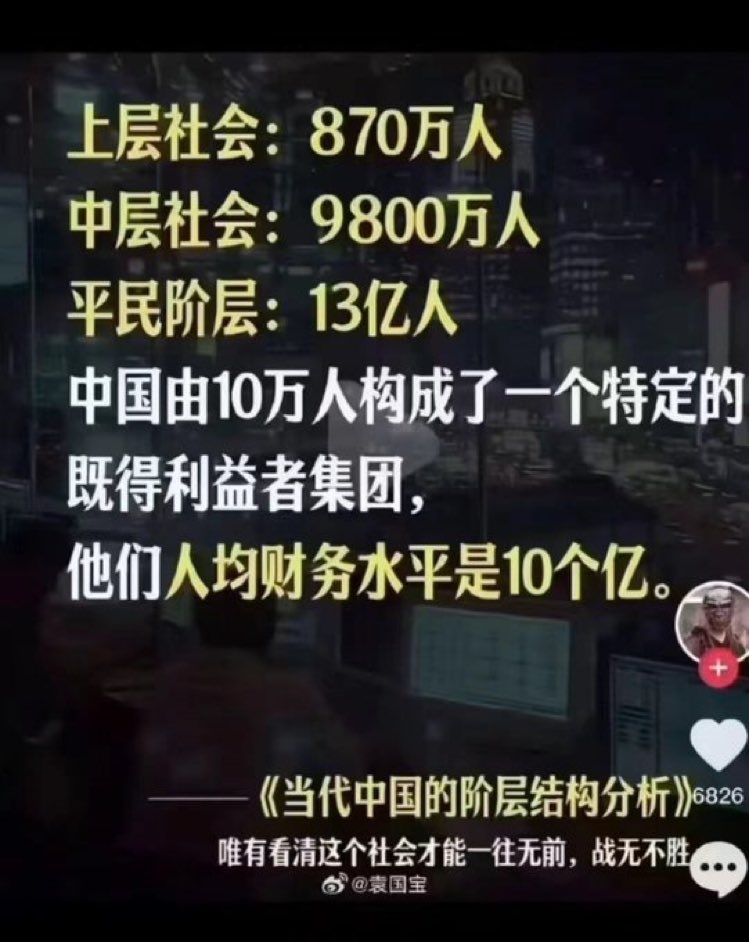 上层社会：870万人
中层社会：9800万人
平民阶层：13亿人
中国由10万人构成了一个特定的
既得利益者集团，
他们人均财务水平是10个亿。
——《当代中国的阶层结构分析》
6826
唯有看清这个社会才能一往无前，战无不胜
@袁国宝